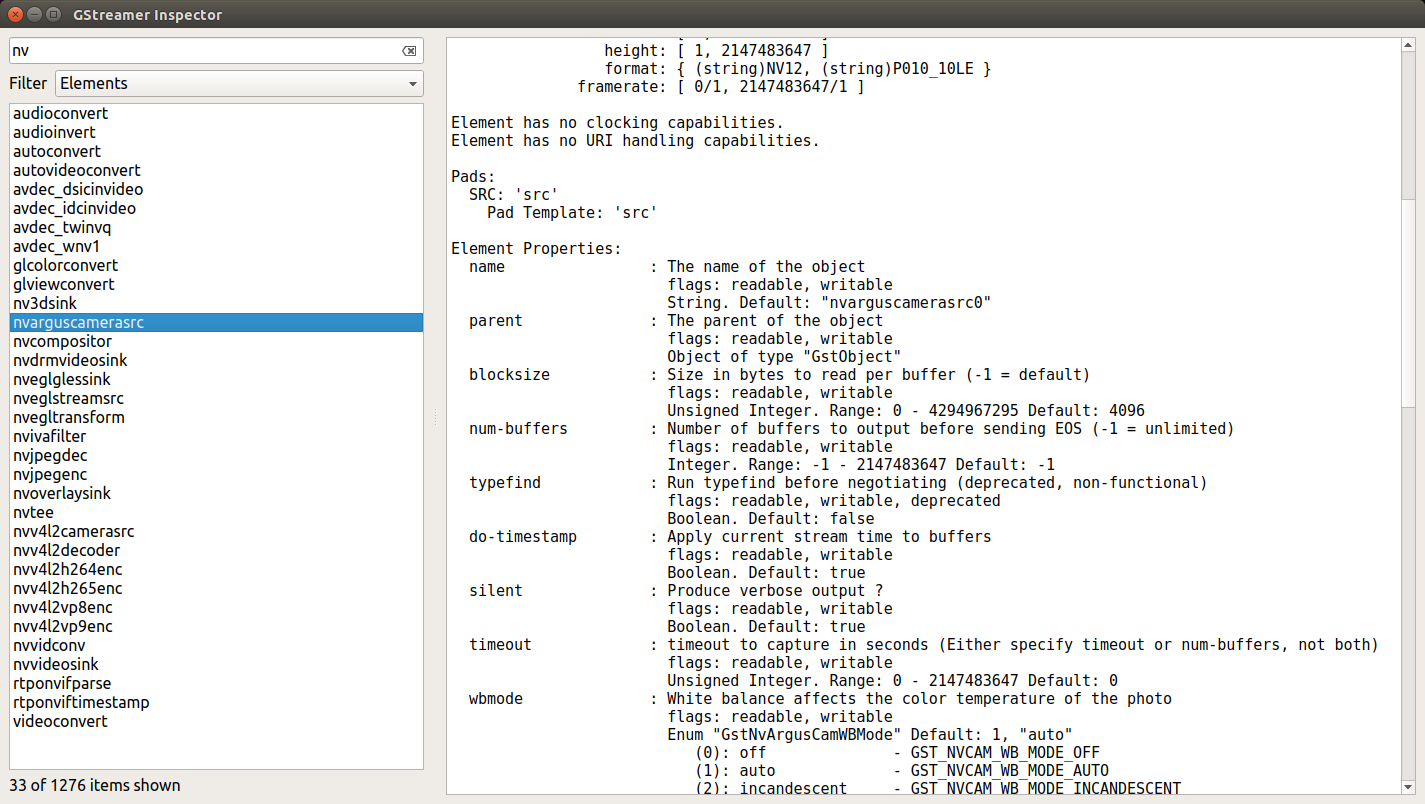 GStreamer Inspector
nv
Filter Elements
audioconvert
audioinvert
autoconvert
autovideoconvert
avdec_dsicinvideo
avdec_idcinvideo
avdec_twinvq
avdec_wnv1
glcolorconvert
glviewconvert
nv3dsink
nvarguscamerasrc
nvcompositor
nvdrmvideosink
nveglglessink
nveglstreamsrc
nvegltransform
nvivafilter
nvjpegdec
nvjpegenc
nvoverlaysink
nvtee
nvv4l2camerasrc
nvv4l2decoder
nvv4l2h264enc
nvv4l2h265enc
nvv4l2vp8enc
nvv4l2vp9enc
nvvidconv
nvvideosink
rtponvifparse
rtponviftimestamp
videoconvert
33 of 1276 items shown
height: [ 1, 2147483647 ]
format: { (string)NV12, (string)P010_10LE }
framerate: [ 0/1, 2147483647/1 ]
Element has no clocking capabilities.
Element has no URI handling capabilities.
Pads:
SRC: 'src'
Pad Template: 'src'
Element Properties:
name : The name of the object
flags: readable, writable
String. Default: "nvarguscamerasrc0"
parent : The parent of the object
flags: readable, writable
Object of type "GstObject"
blocksize : Size in bytes to read per buffer (-1 = default)
flags: readable, writable
Unsigned Integer. Range: 0 - 4294967295 Default: 4096
num-buffers : Number of buffers to output before sending EOS (-1 = unlimited)
flags: readable, writable
Integer. Range: -1 - 2147483647 Default: -1
typefind : Run typefind before negotiating (deprecated, non-functional)
flags: readable, writable, deprecated
Boolean. Default: false
do-timestamp : Apply current stream time to buffers
flags: readable, writable
Boolean. Default: true
silent : Produce verbose output ?
flags: readable, writable
Boolean. Default: true
timeout : timeout to capture in seconds (Either specify timeout or num-buffers, not both)
flags: readable, writable
Unsigned Integer. Range: 0 - 2147483647 Default: 0
wbmode : White balance affects the color temperature of the photo
flags: readable, writable
Enum "GstNvArgusCamWBMode" Default: 1, "auto"
(0): off - GST_NVCAM_WB_MODE_OFF
(1): auto - GST_NVCAM_WB_MODE_AUTO
(2): incandescent - GST_NVCAM_WB_MODE_INCANDESCENT